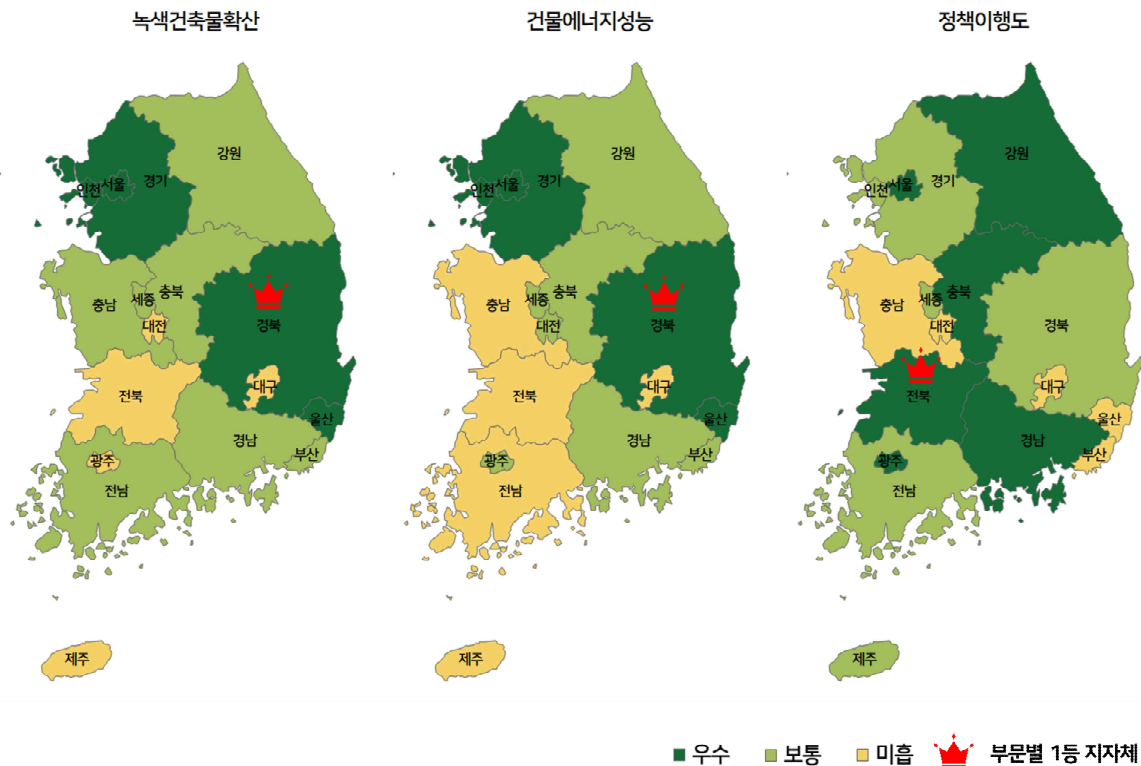 녹색건축물확산
강원
경기
서울
인천
충북
세종
충남
대전
경북
대구
전북
울산
경남
부산
광주
전남
제주
건물에너지성능
강원
경기
서울
인천
충북
세종
충남
대전
경북
대구
전북
울산
경남
부산
광주
전남
제주
정책이행도
강원
경기
서울
인천
충북
세종
충남
대전
경북
대구
전북
울산
경남
부산
광주
전남
제주
우수 보통 미흡 부문별 1등 지자체